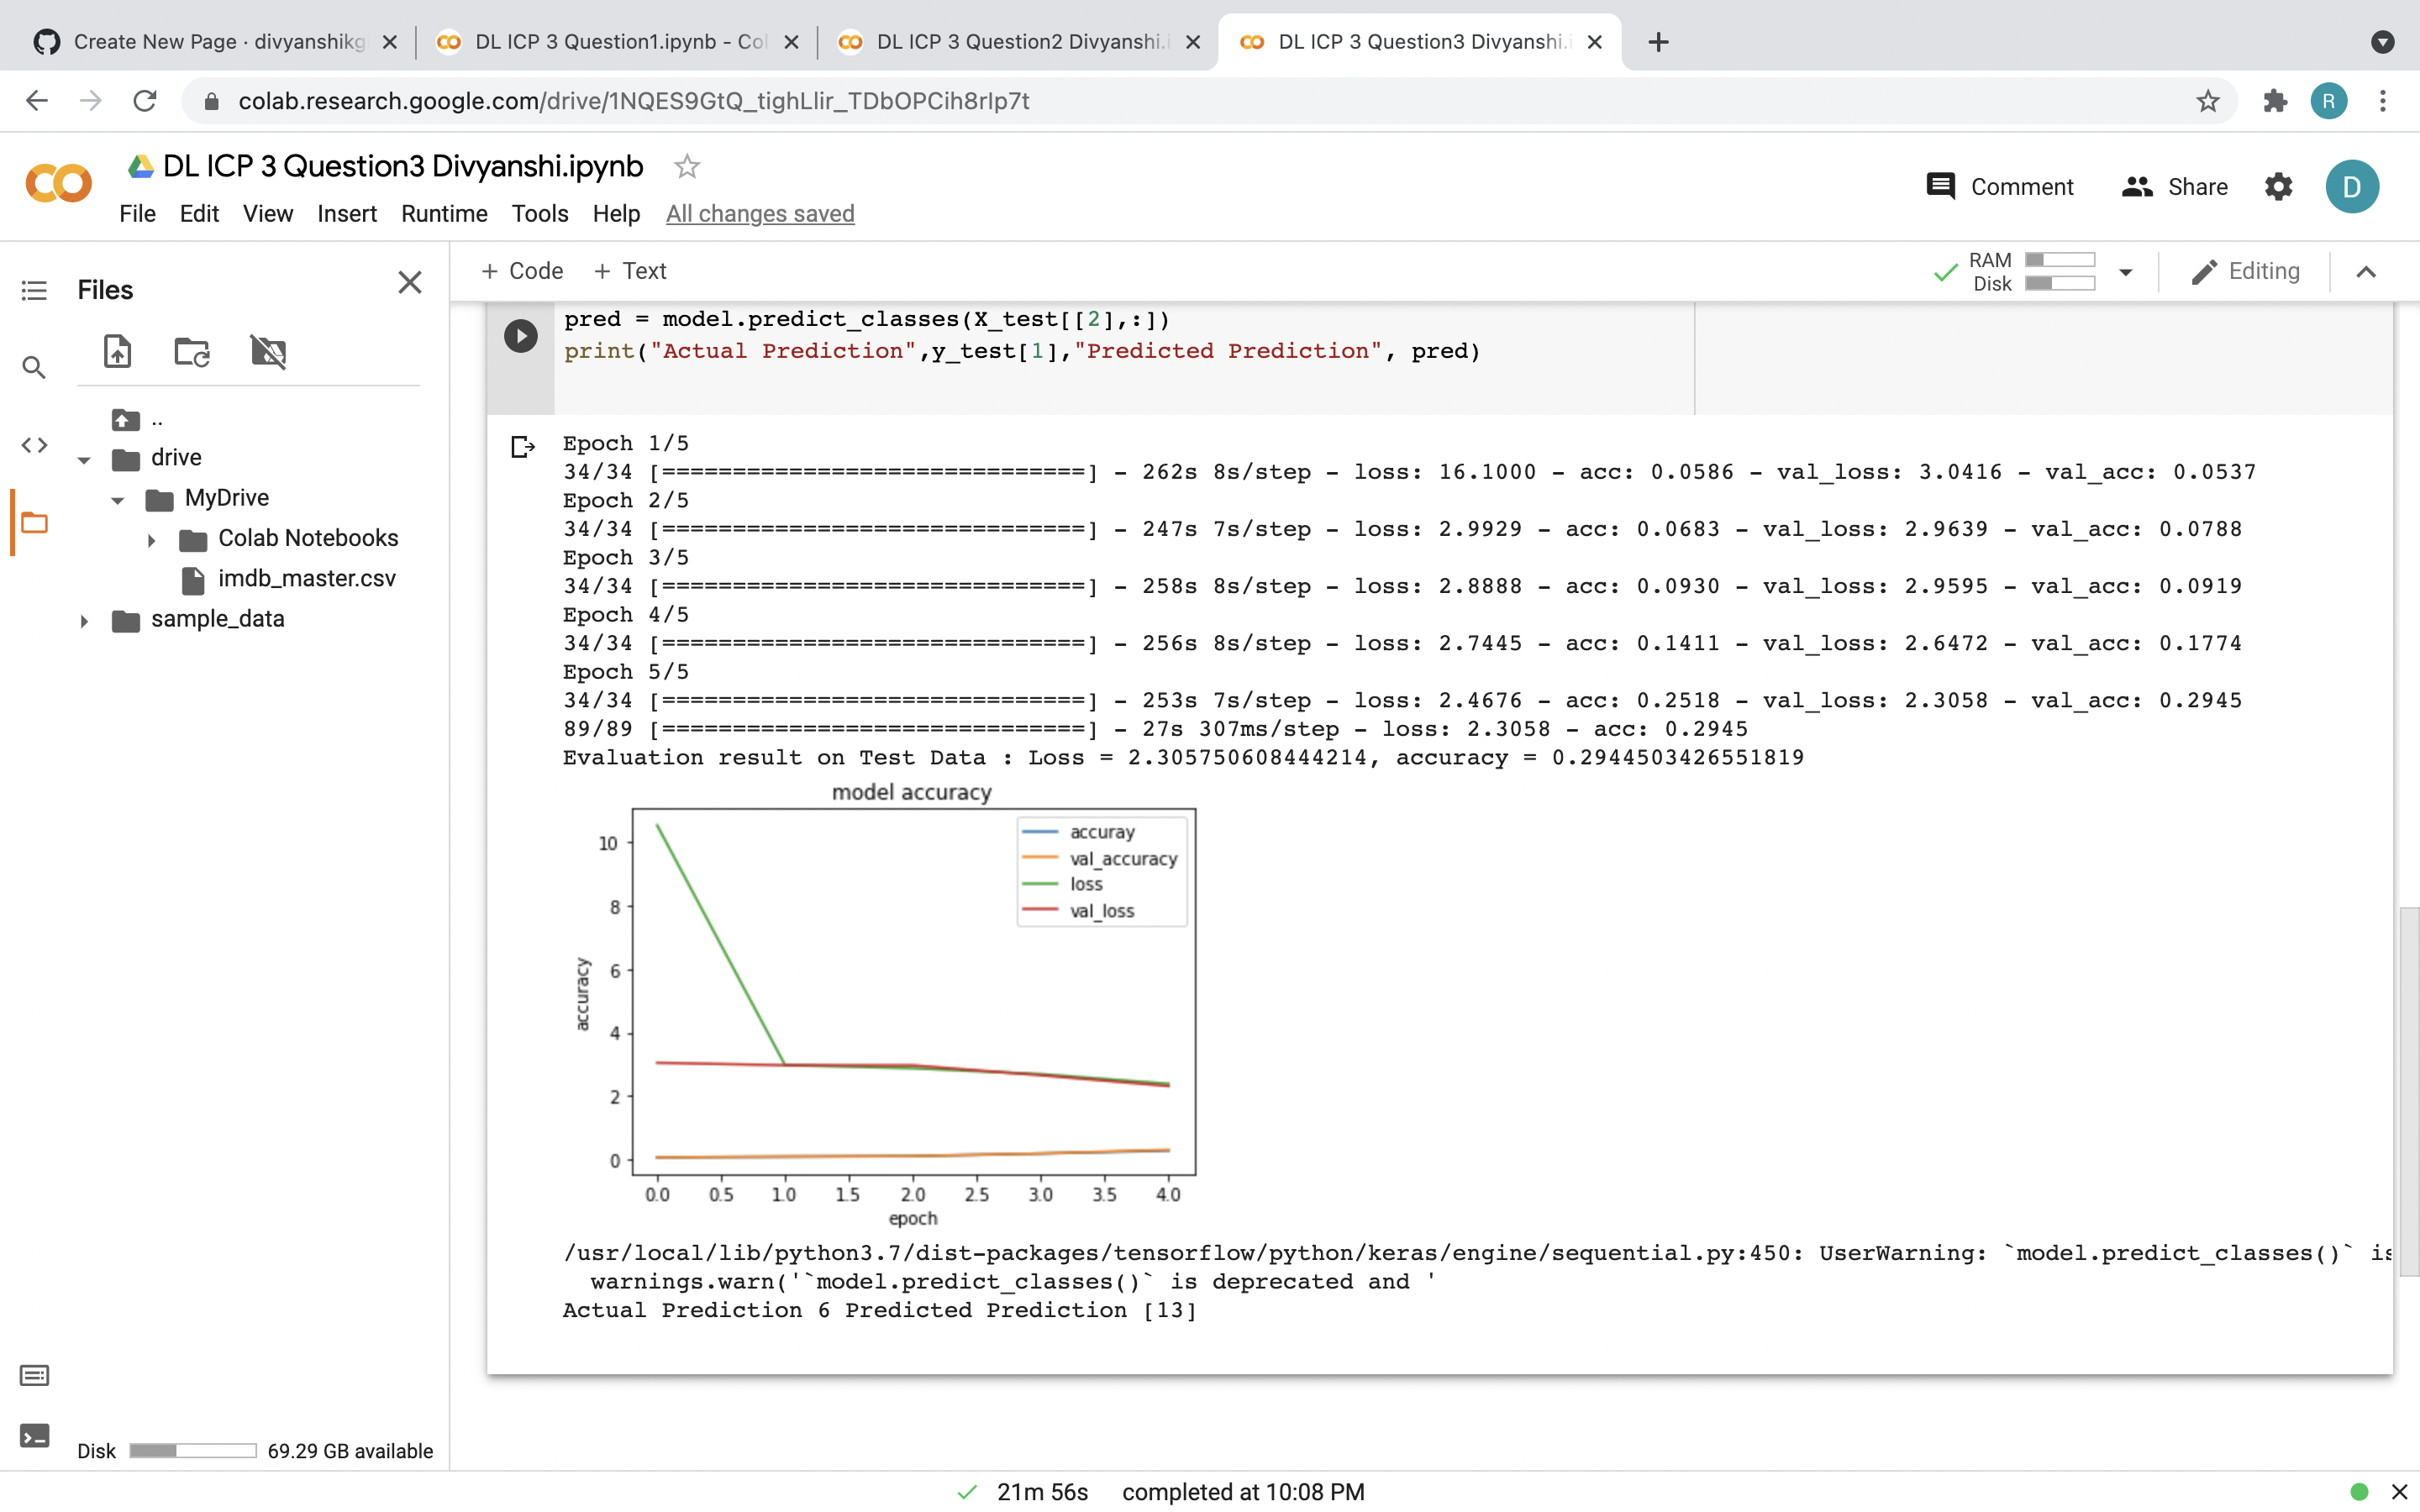 Create New Page · divyanshikg
DL ICP 3 Question1.ipynb - Col
DL ICP 3 Question2 Divyanshi.i
DL ICP 3 Question3 Divyanshi.i
colab.research.google.com/drive/1NQES9GtQ_tighLlir_TDbOPCih8rIp7t
R
DL ICP 3 Question3 Divyanshi.ipynb
Comment
Share
D
File Edit View Insert Runtime Tools Help All changes saved
Files
+ Code + Text
RAM
Disk
Editing
..
drive
MyDrive
Colab Notebooks
imdb_master.csv
sample_data
Disk 69.29 GB available
pred = model.predict_classes(X_test[[2],:])
print("Actual Prediction",y_test[1],"Predicted Prediction", pred)
Epoch 1/5
34/34 [==============================] - 262s 8s/step - loss: 16.1000 - acc: 0.0586 - val_loss: 3.0416 - val_acc: 0.0537
Epoch 2/5
34/34 [==============================] - 247s 7s/step - loss: 2.9929 - acc: 0.0683 - val_loss: 2.9639 - val_acc: 0.0788
Epoch 3/5
34/34 [==============================] - 258s 8s/step - loss: 2.8888 - acc: 0.0930 - val_loss: 2.9595 - val_acc: 0.0919
Epoch 4/5
34/34 [==============================] - 256s 8s/step - loss: 2.7445 - acc: 0.1411 - val_loss: 2.6472 - val_acc: 0.1774
Epoch 5/5
34/34 [==============================] - 253s 7s/step - loss: 2.4676 - acc: 0.2518 - val_loss: 2.3058 - val_acc: 0.2945
89/89 [==============================] - 27s 307ms/step - loss: 2.3058 - acc: 0.2945
Evaluation result on Test Data : Loss = 2.305750608444214, accuracy = 0.2944503426551819
model accuracy
accuray
val_accuracy
loss
val_loss
accuracy
10
8
6
4
2
0
0.0 0.5 1.0 1.5 2.0 2.5 3.0 3.5 4.0
epoch
/usr/local/lib/python3.7/dist-packages/tensorflow/python/keras/engine/sequential.py:450: UserWarning: `model.predict_classes()` is
warnings.warn('`model.predict_classes()` is deprecated and '
Actual Prediction 6 Predicted Prediction [13]
21m 56s completed at 10:08 PM